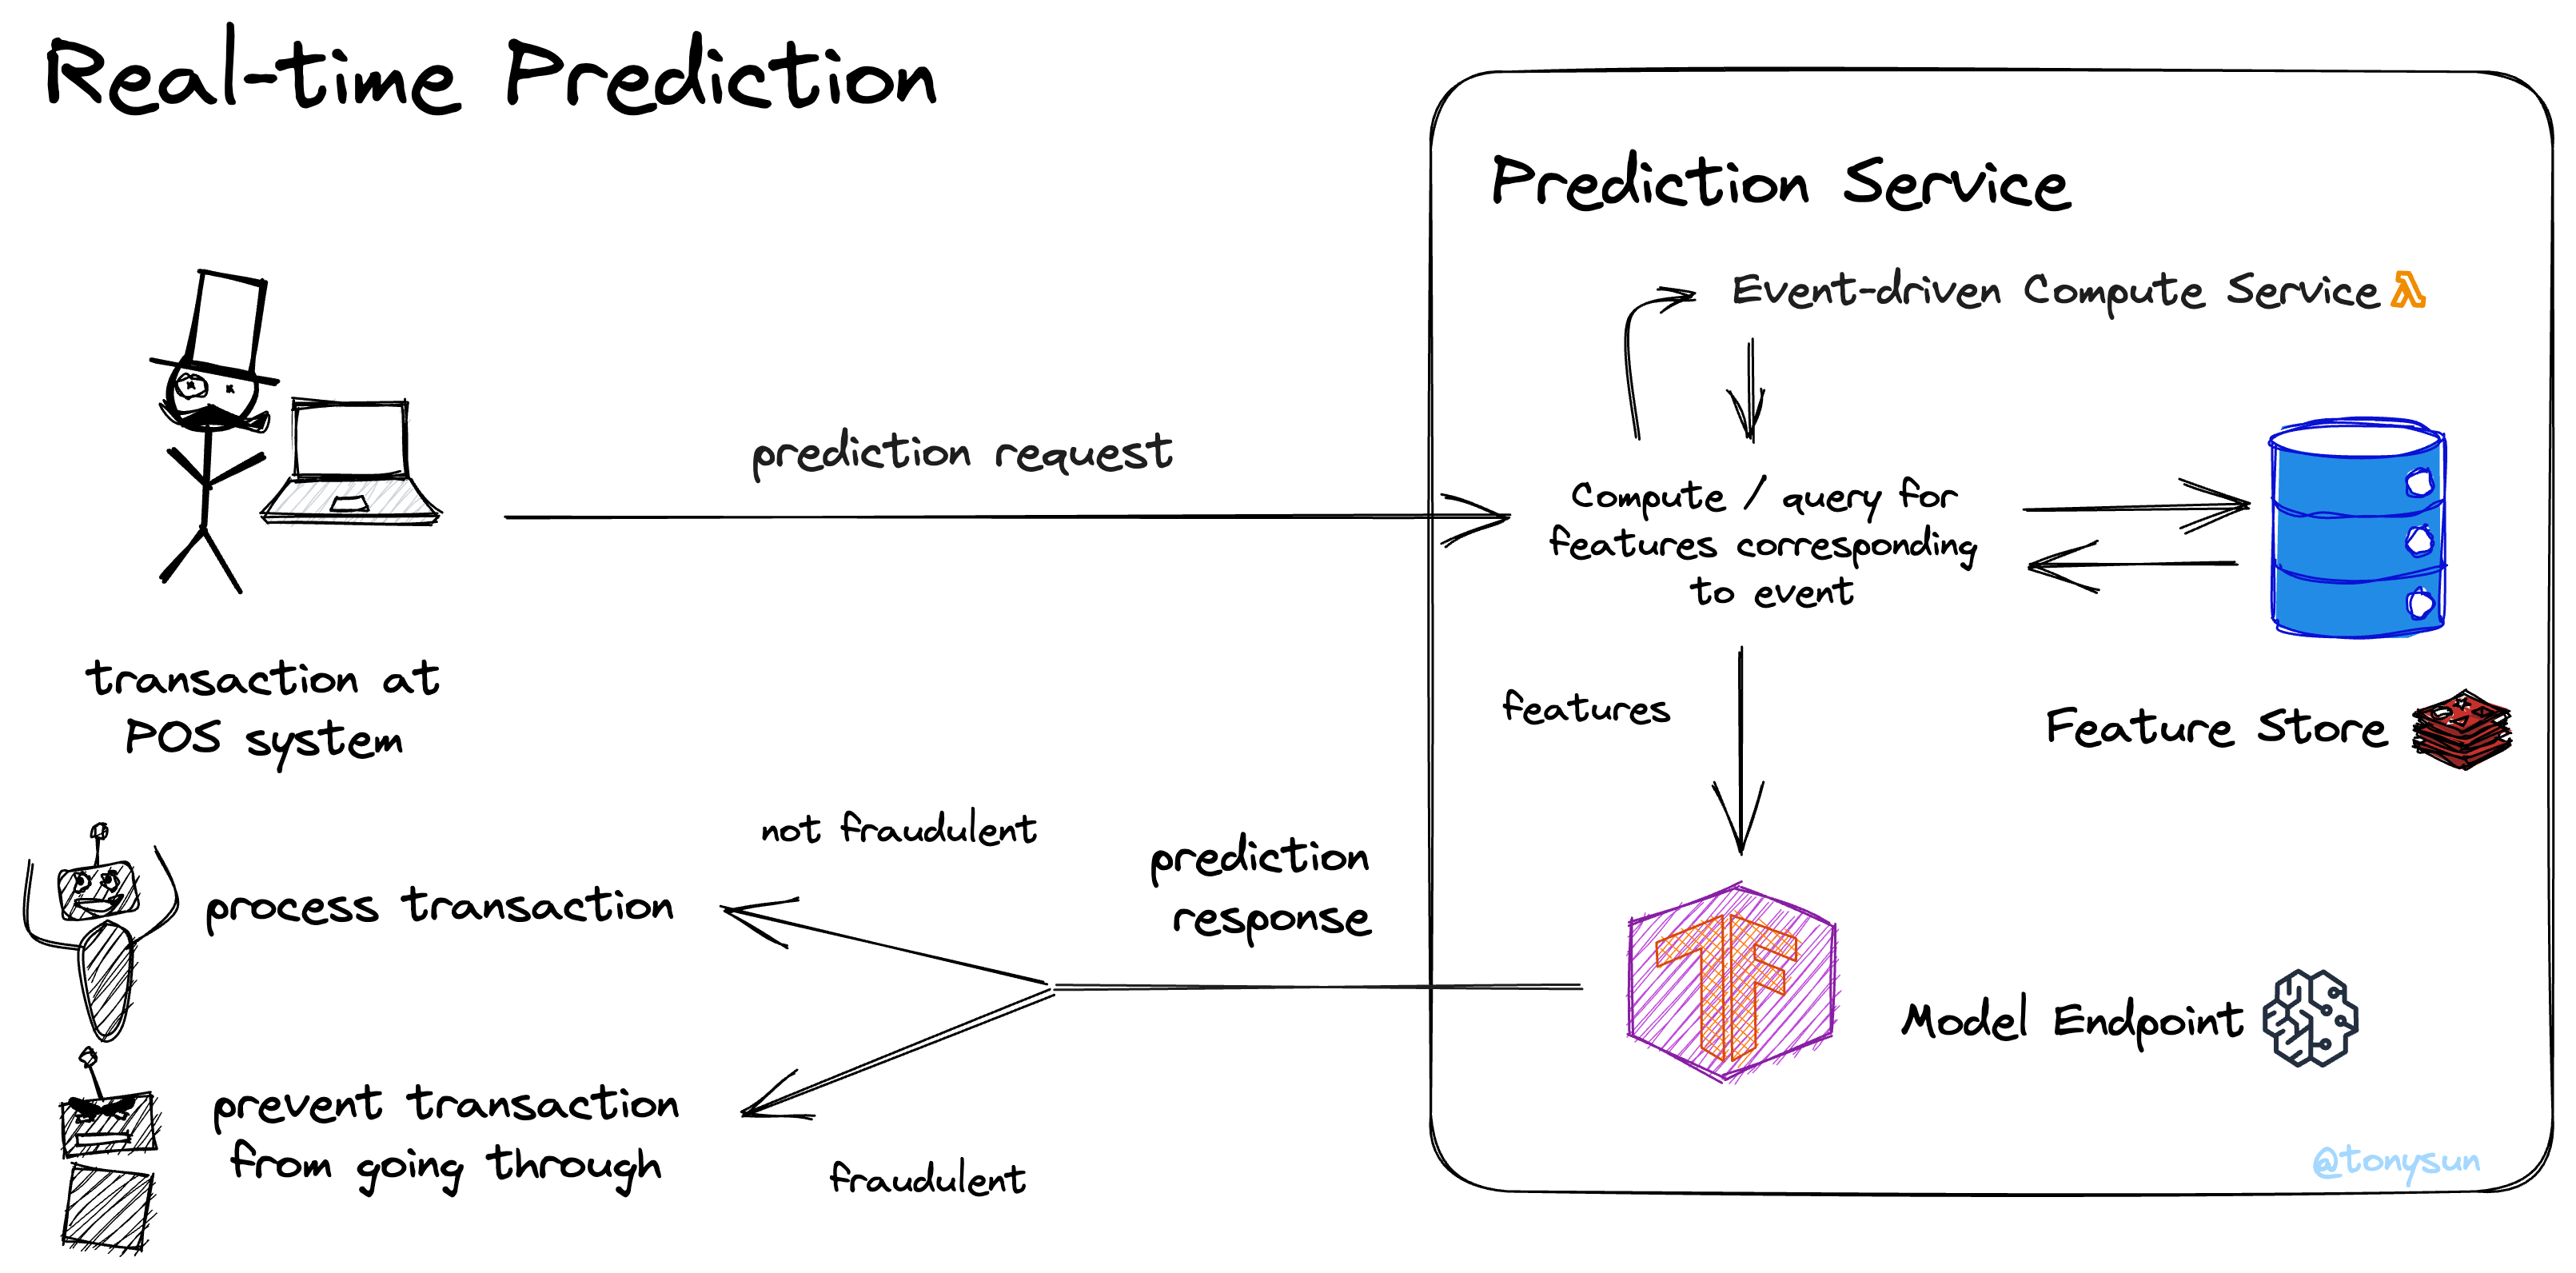 Real-time Prediction
Prediction Service
Event-driven Compute Service
prediction request
Compute / query for
features corresponding
to event
transaction at
POS system
features
Feature Store
not fraudulent
prediction
response
process transaction
TF
Model Endpoint
prevent transaction
from going through
fraudulent
@tonysun